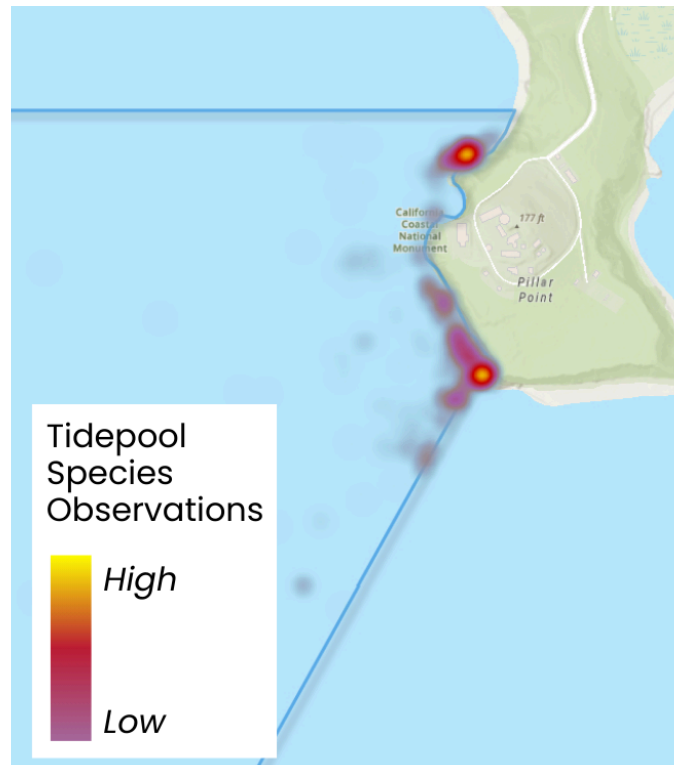 California
Coastal
National
Monument
177 ft
Pillar
Point
Tidepool
Species
Observations
High
Low